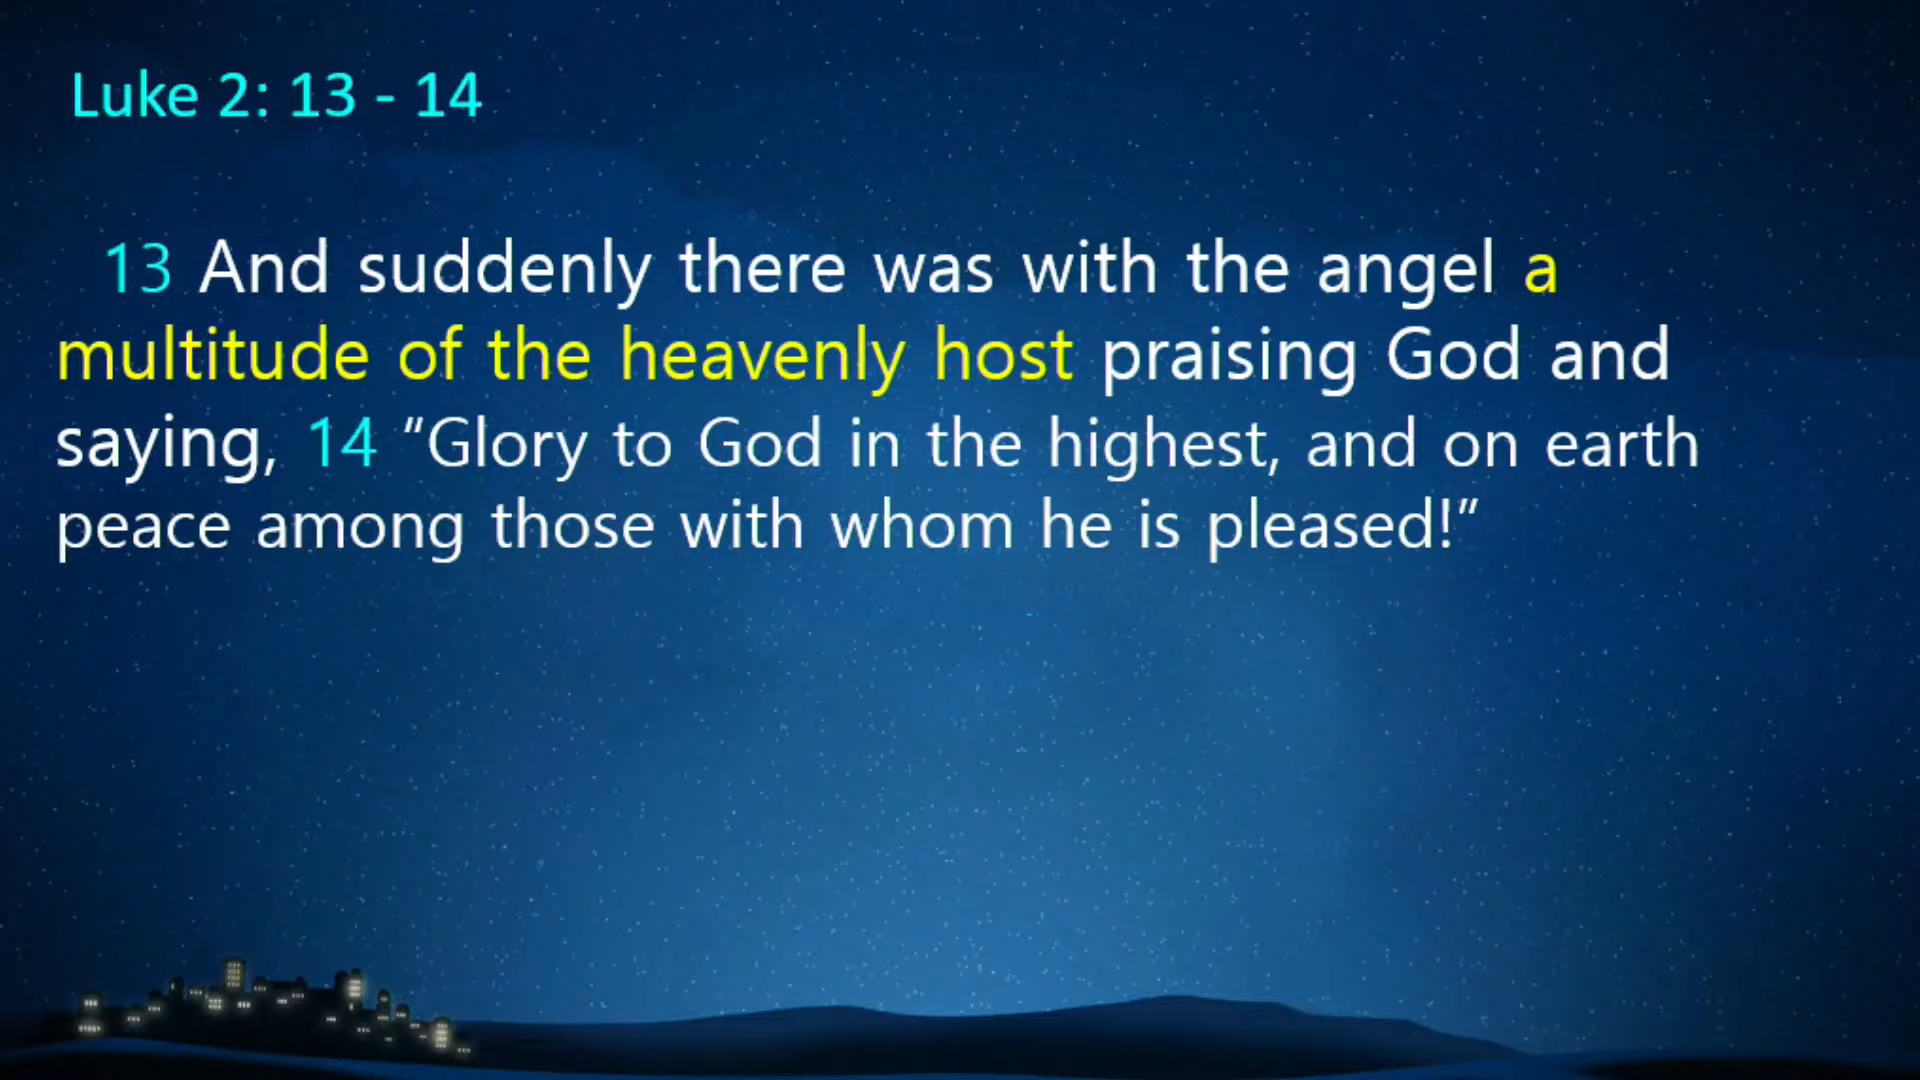 Luke 2: 13 - 14
13 And suddenly there was with the angel a
multitude of the heavenly host praising God and
saying, 14 “Glory to God in the highest, and on earth
peace among those with whom he is pleased!”